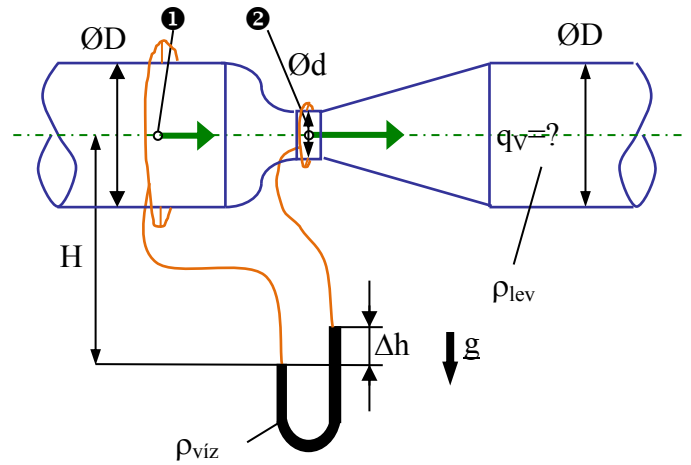 ❶
❷
ØD
ØD
Ød
qV=?
H
ρlev
Δh
g
ρvíz